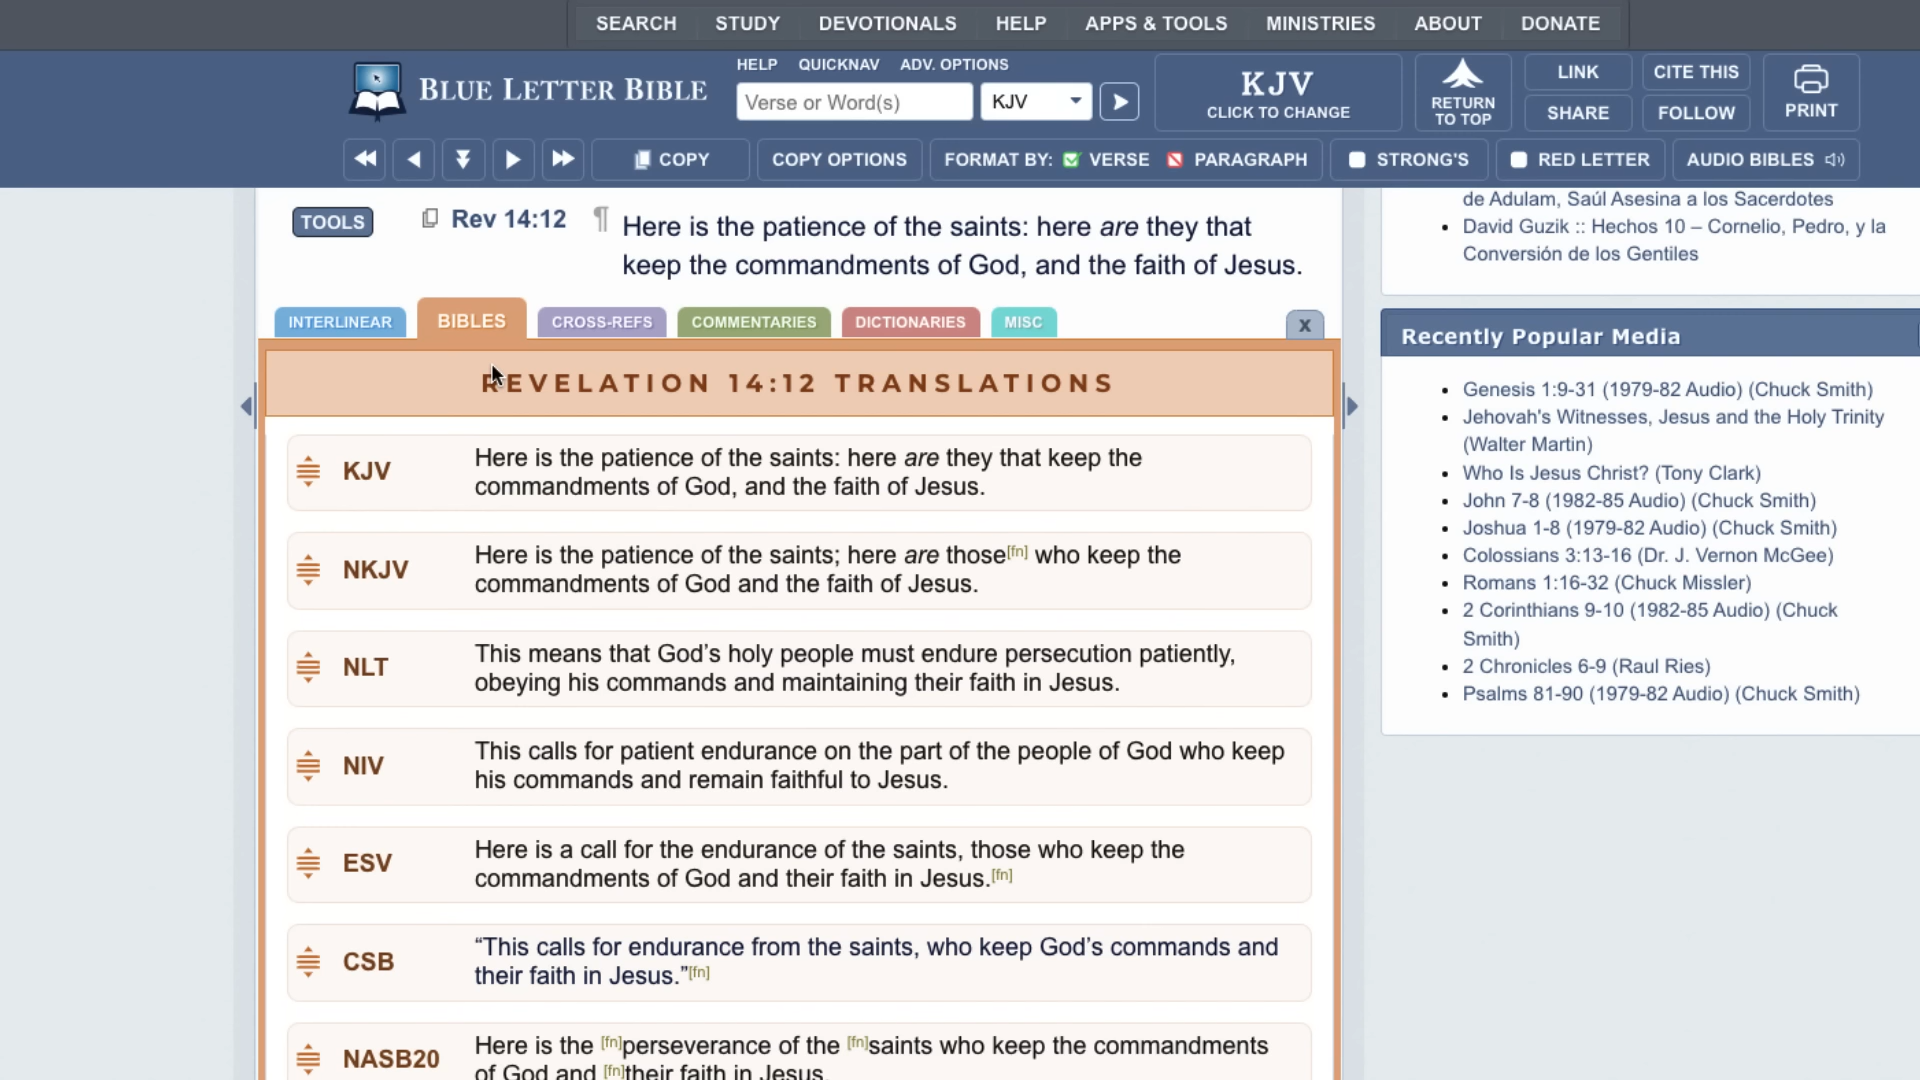 SEARCH STUDY DEVOTIONALS HELP APPS & TOOLS MINISTRIES ABOUT DONATE
BLUE LETTER BIBLE
HELP QUICKNAV ADV. OPTIONS
Verse or Word(s) KJV
KJV
CLICK TO CHANGE
RETURN
TO TOP
LINK CITE THIS
SHARE FOLLOW
PRINT
COPY COPY OPTIONS FORMAT BY: VERSE PARAGRAPH STRONG'S RED LETTER AUDIO BIBLES
TOOLS Rev 14:12 ¶ Here is the patience of the saints: here are they that
keep the commandments of God, and the faith of Jesus.
INTERLINEAR BIBLES CROSS-REFS COMMENTARIES DICTIONARIES MISC X
REVELATION 14:12 TRANSLATIONS
KJV Here is the patience of the saints: here are they that keep the
commandments of God, and the faith of Jesus.
NKJV Here is the patience of the saints; here are those[fn] who keep the
commandments of God and the faith of Jesus.
NLT This means that God’s holy people must endure persecution patiently,
obeying his commands and maintaining their faith in Jesus.
NIV This calls for patient endurance on the part of the people of God who keep
his commands and remain faithful to Jesus.
ESV Here is a call for the endurance of the saints, those who keep the
commandments of God and their faith in Jesus.[fn]
CSB “This calls for endurance from the saints, who keep God’s commands and
their faith in Jesus.”[fn]
NASB20 Here is the [fn]perseverance of the [fn]saints who keep the commandments
of God and [fn]their faith in Jesus.
de Adulam, Saúl Asesina a los Sacerdotes
David Guzik :: Hechos 10 – Cornelio, Pedro, y la
Conversión de los Gentiles
Recently Popular Media
Genesis 1:9-31 (1979-82 Audio) (Chuck Smith)
Jehovah's Witnesses, Jesus and the Holy Trinity
(Walter Martin)
Who Is Jesus Christ? (Tony Clark)
John 7-8 (1982-85 Audio) (Chuck Smith)
Joshua 1-8 (1979-82 Audio) (Chuck Smith)
Colossians 3:13-16 (Dr. J. Vernon McGee)
Romans 1:16-32 (Chuck Missler)
2 Corinthians 9-10 (1982-85 Audio) (Chuck
Smith)
2 Chronicles 6-9 (Raul Ries)
Psalms 81-90 (1979-82 Audio) (Chuck Smith)